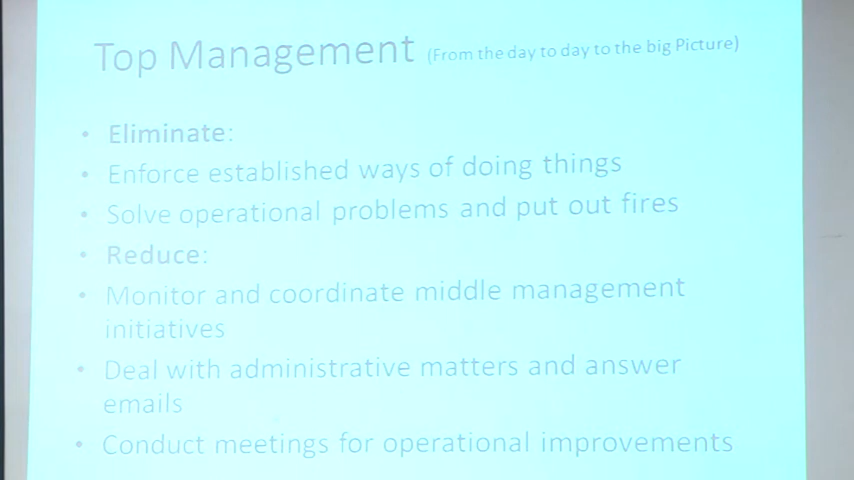 Top Management (From the day to day to the big Picture)
• Eliminate:
• Enforce established ways of doing things
• Solve operational problems and put out fires
• Reduce:
• Monitor and coordinate middle management
initiatives
• Deal with administrative matters and answer
emails
• Conduct meetings for operational improvements